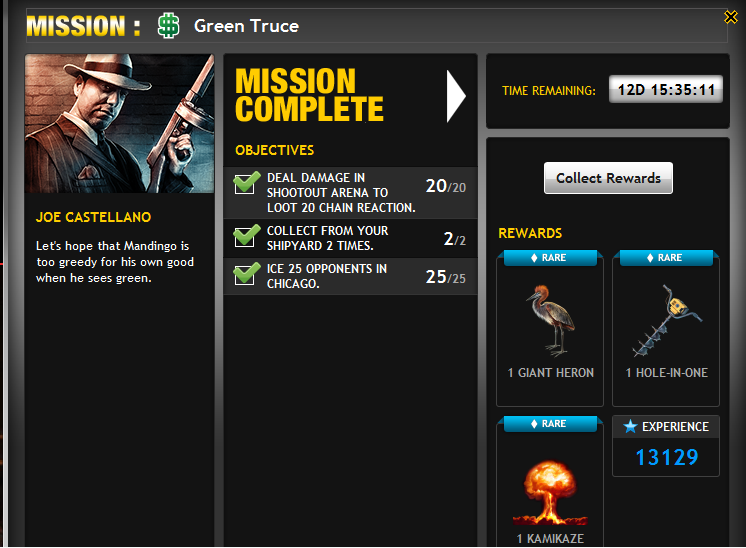 MISSION : $ Green Truce
MISSION
COMPLETE
OBJECTIVES
DEAL DAMAGE IN
SHOOTOUT ARENA TO
LOOT 20 CHAIN REACTION.
20/20
COLLECT FROM YOUR
SHIPYARD 2 TIMES.
2/2
ICE 25 OPPONENTS IN
CHICAGO.
25/25
JOE CASTELLANO
Let's hope that Mandingo is
too greedy for his own good
when he sees green.
TIME REMAINING: 12D 15:35:11
Collect Rewards
REWARDS
RARE
1 GIANT HERON
RARE
1 HOLE-IN-ONE
RARE
1 KAMIKAZE
EXPERIENCE
13129